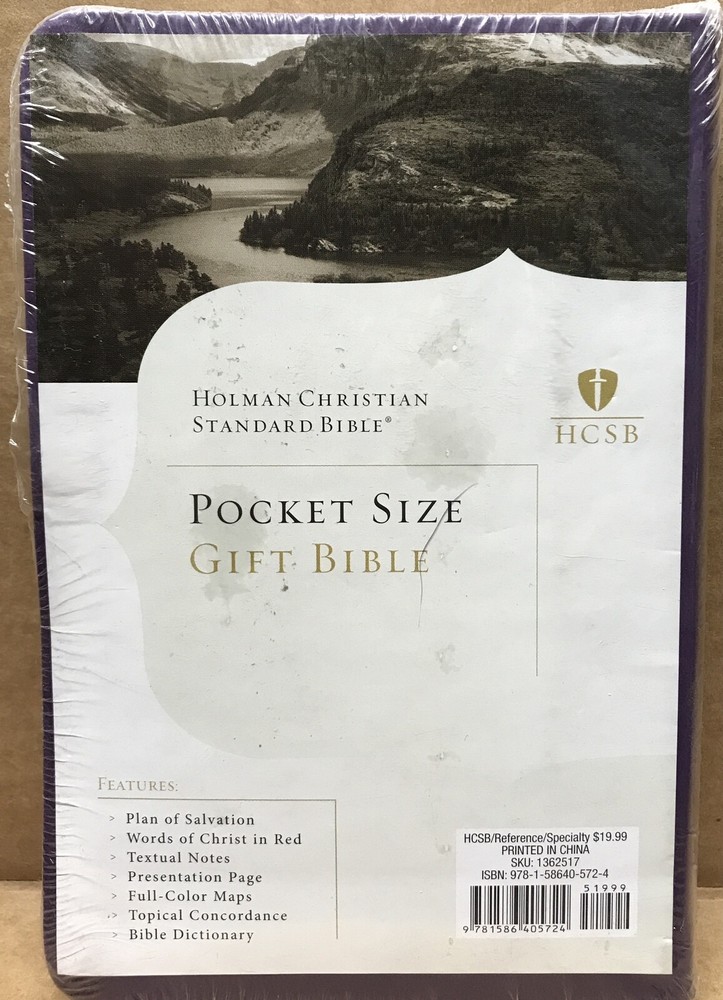 HOLMAN CHRISTIAN
STANDARD BIBLE®
HCSB
POCKET SIZE
GIFT BIBLE
FEATURES:
> Plan of Salvation
> Words of Christ in Red
> Textual Notes
> Presentation Page
> Full-Color Maps
> Topical Concordance
> Bible Dictionary
HCSB/Reference/Specialty $19.99
PRINTED IN CHINA
SKU: 1362517
ISBN: 978-1-58640-572-4
51999
9 781586 405724